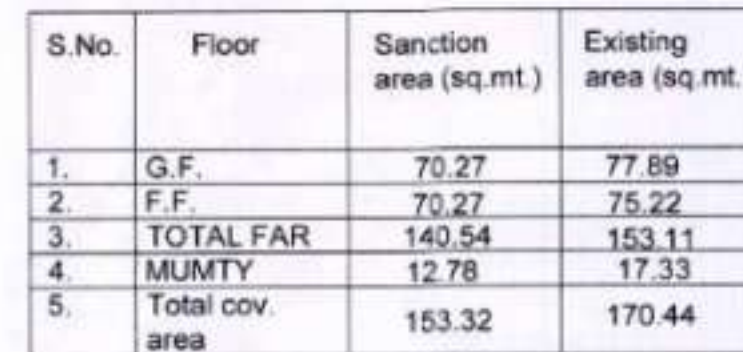 S.No. Floor Sanction area (sq.mt.) Existing area (sq.mt.
1. G.F. 70.27 77.89
2. F.F. 70.27 75.22
3. TOTAL FAR 140.54 153.11
4. MUMTY 12.78 17.33
5. Total cov. area 153.32 170.44